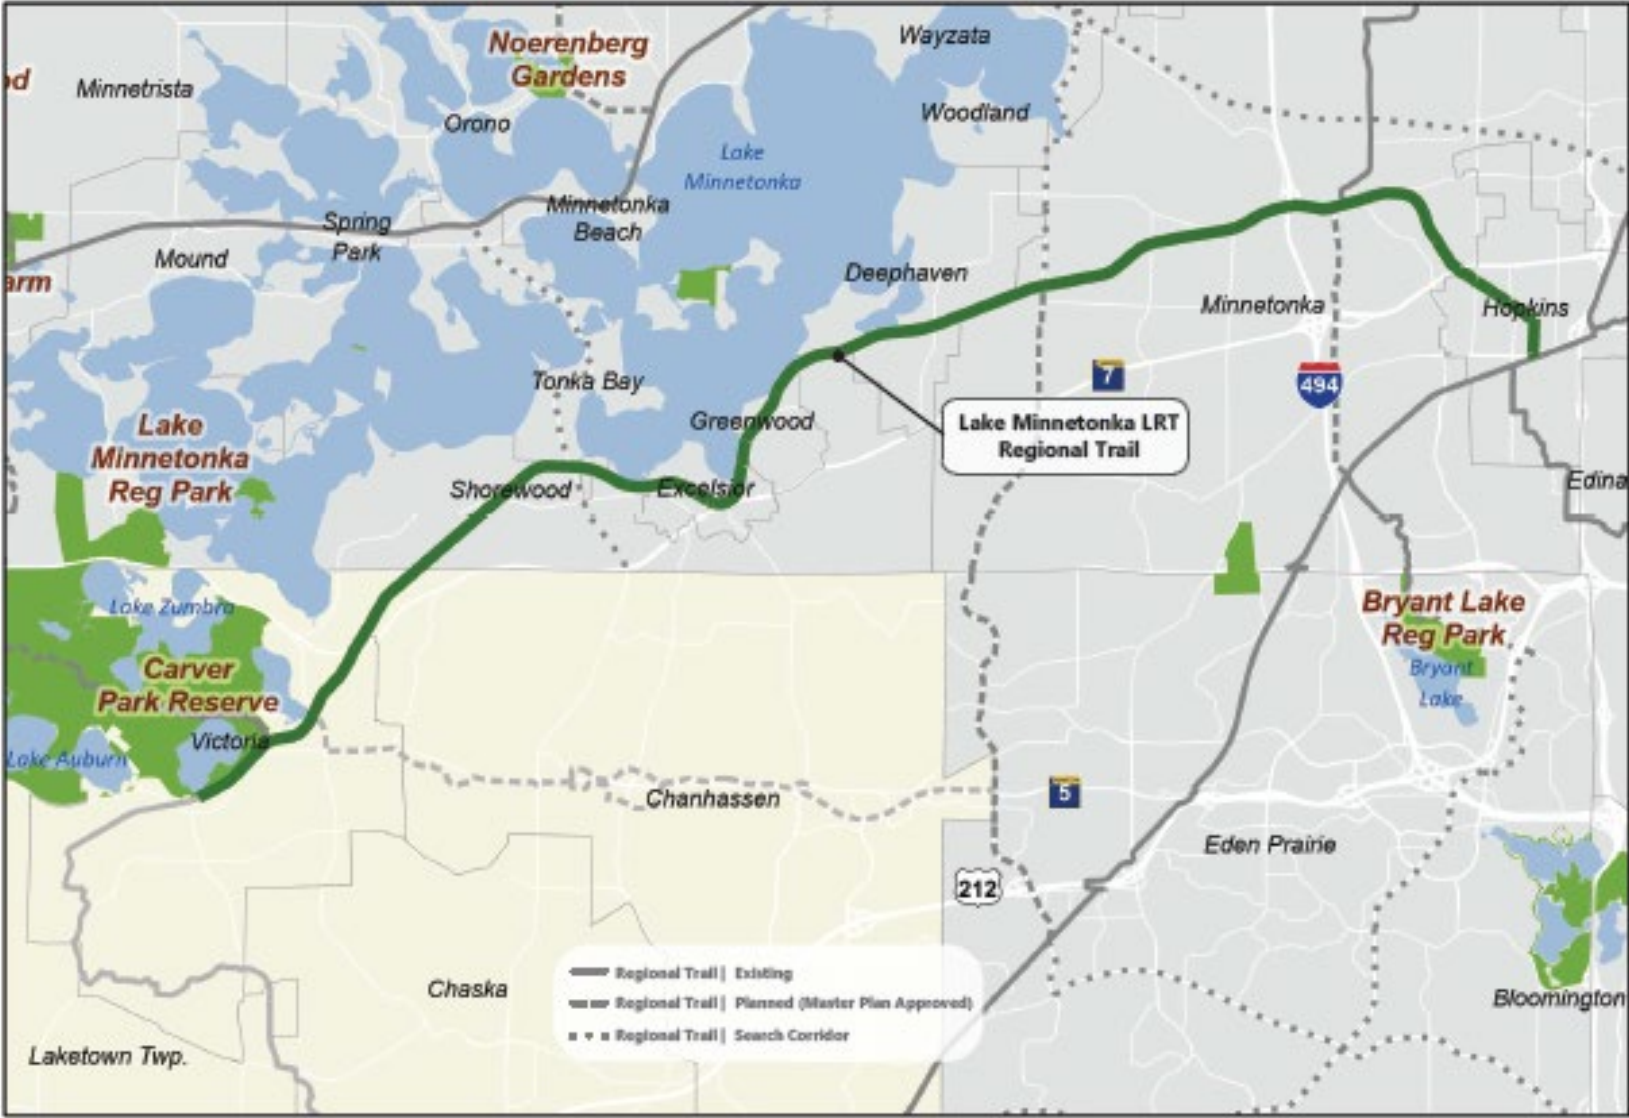 Wayzata
Noerenberg
Gardens
od
Minnetrista
Orono
Woodland
Lake
Minnetonka
Minnetonka
Beach
Spring
Park
Mound
arm
Deephaven
Minnetonka
Hopkins
Tonka Bay
7
494
Greenwood
Lake Minnetonka LRT
Regional Trail
Lake
Minnetonka
Reg Park
Shorewood
Excelsior
Edina
Lake Zumbra
Bryant Lake
Reg Park
Bryant
Lake
Carver
Park Reserve
Victoria
Lake Auburn
Chanhassen
5
Eden Prairie
212
Regional Trail | Existing
Regional Trail | Planned (Master Plan Approved)
Regional Trail | Search Corridor
Chaska
Bloomington
Laketown Twp.